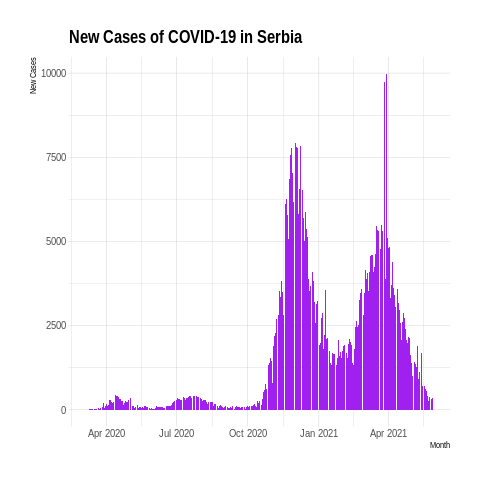 New Cases of COVID-19 in Serbia
New Cases
10000
7500
5000
2500
0
Apr 2020 Jul 2020 Oct 2020 Jan 2021 Apr 2021
Month